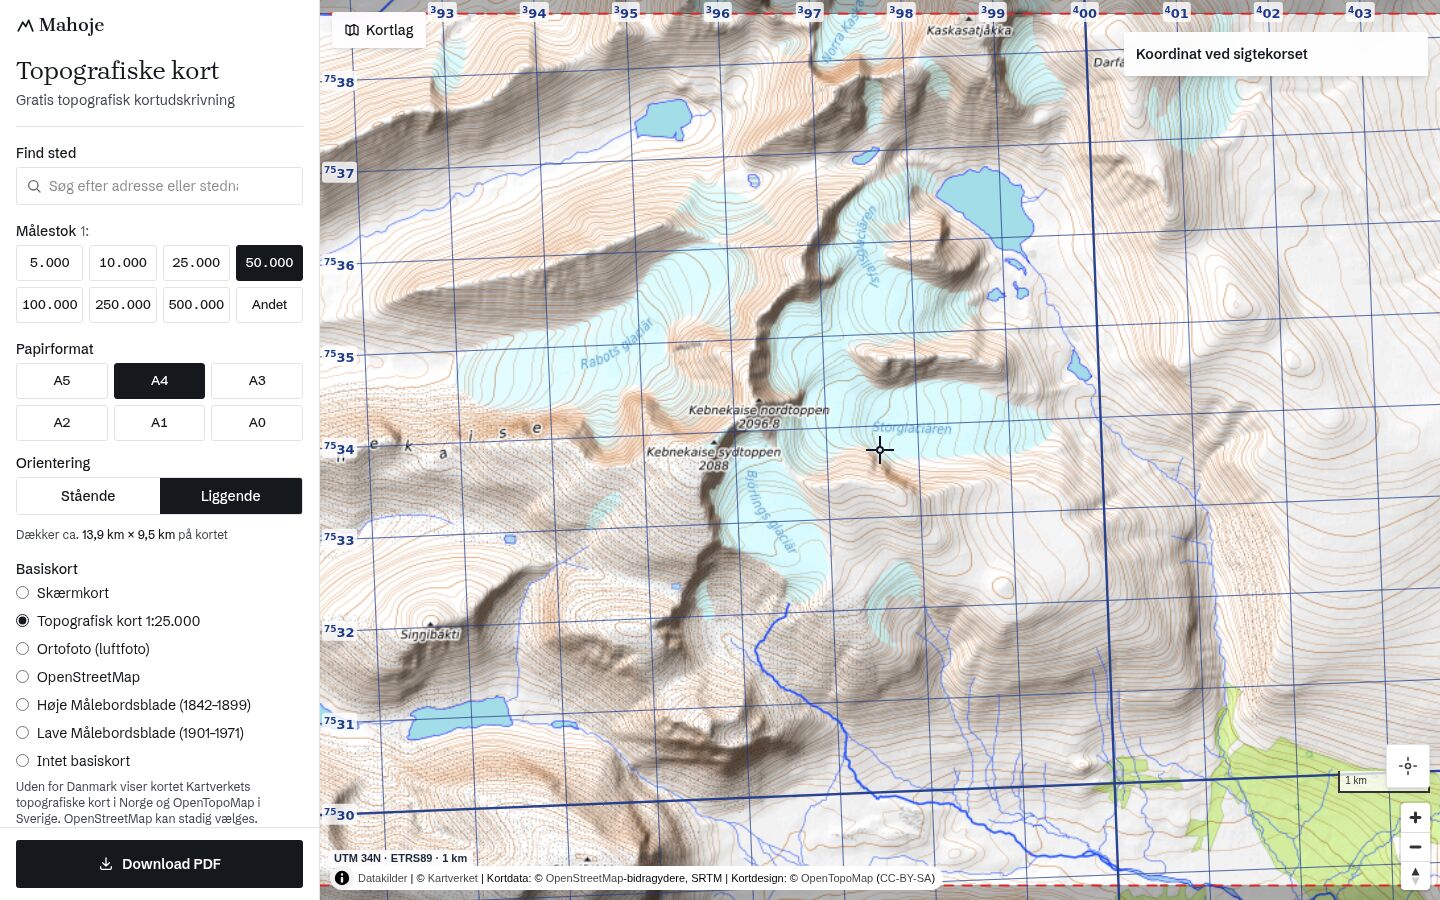 Mahoje
Topografiske kort
Gratis topografisk kortudskrivning
Find sted
Søg efter adresse eller stedn
Målestok 1:
5.000
10.000
25.000
50.000
100.000
250.000
500.000
Andet
Papirformat
A5
A4
A3
A2
A1
A0
Orientering
Stående
Liggende
Dækker ca. 13,9 km × 9,5 km på kortet
Basiskort
Skærmkort
Topografisk kort 1:25.000
Ortofoto (luftfoto)
OpenStreetMap
Høje Målebordsblade (1842–1899)
Lave Målebordsblade (1901–1971)
Intet basiskort
Uden for Danmark viser kortet Kartverkets
topografiske kort i Norge og OpenTopoMap i
Sverige. OpenStreetMap kan stadig vælges.
Download PDF
Kortlag
Koordinat ved sigtekorset
393
394
395
396
397
398
399
400
401
402
403
7538
7537
7536
7535
7534
7533
7532
7531
7530
Norra Kaska
Kaskasatjåkka
Darfá
Isfallsglaciären
Rabots glaciär
Kebnekaise nordtoppen
2096.8
Storglaciären
Kebnekaise sydtoppen
2088
Björlings glaciär
e k a i s e
Siŋŋibákti
1 km
UTM 34N · ETRS89 · 1 km
Datakilder | © Kartverket | Kortdata: © OpenStreetMap-bidragydere, SRTM | Kortdesign: © OpenTopoMap (CC-BY-SA)